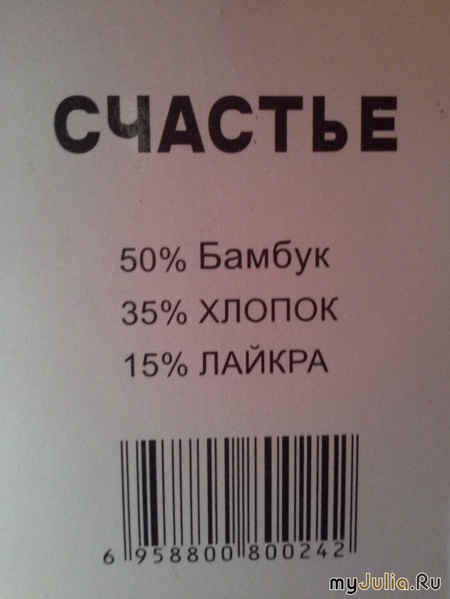 СЧАСТЬЕ
50% Бамбук
35% ХЛОПОК
15% ЛАЙКРА
6 958800 800242
myJulia.Ru